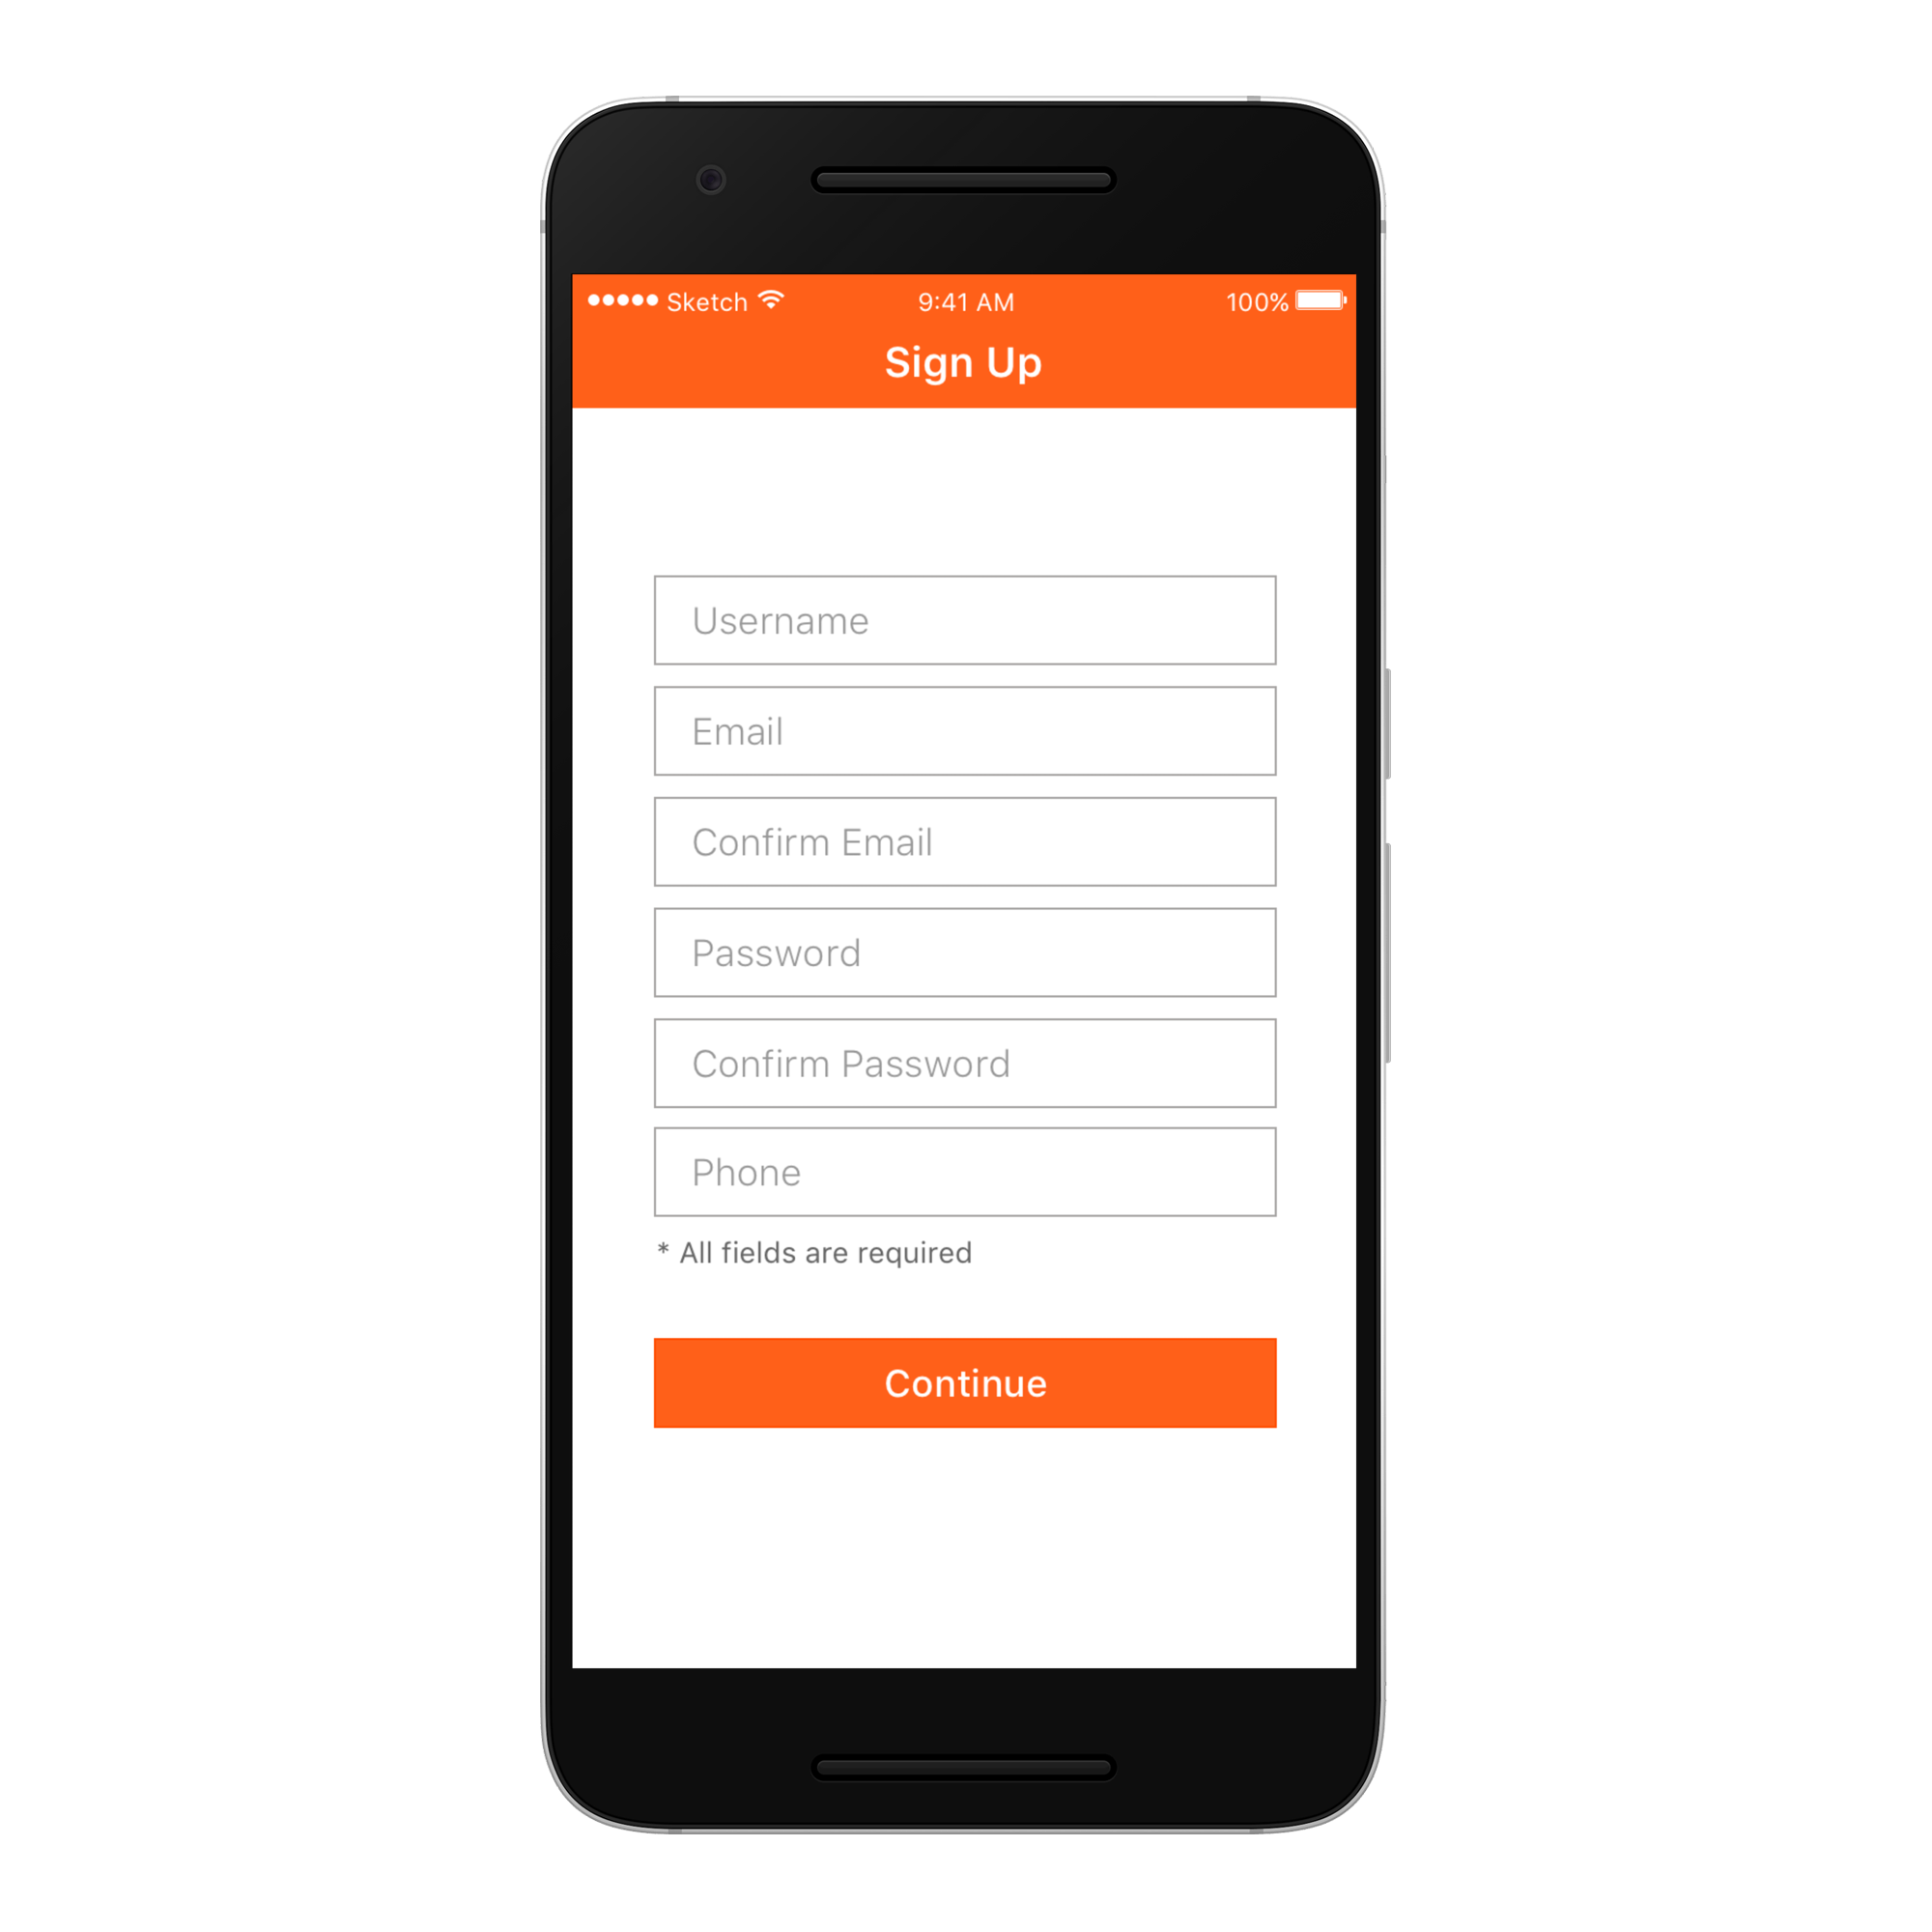 Sketch 9:41 AM 100%
Sign Up
Username
Email
Confirm Email
Password
Confirm Password
Phone
* All fields are required
Continue